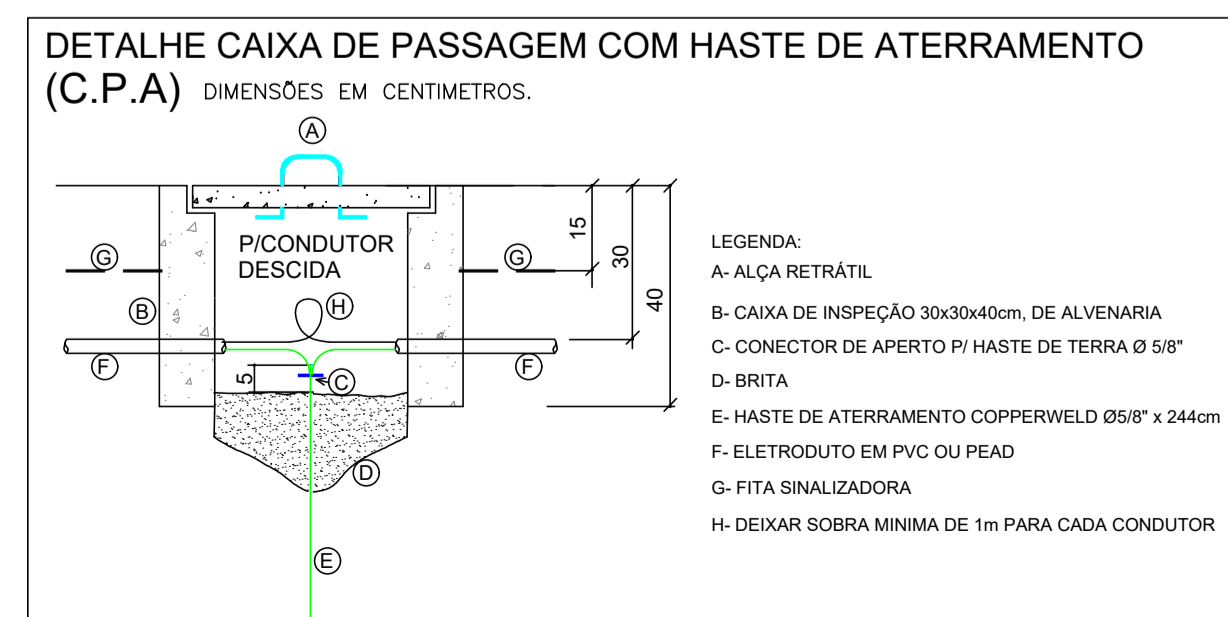 DETALHE CAIXA DE PASSAGEM COM HASTE DE ATERRAMENTO
(C.P.A) DIMENSÕES EM CENTIMETROS.
A
P/CONDUTOR
DESCIDA
G
G
B
H
F
F
C
D
E
15
30
40
5
LEGENDA:
A- ALÇA RETRÁTIL
B- CAIXA DE INSPEÇÃO 30x30x40cm, DE ALVENARIA
C- CONECTOR DE APERTO P/ HASTE DE TERRA Ø 5/8"
D- BRITA
E- HASTE DE ATERRAMENTO COPPERWELD Ø5/8" x 244cm
F- ELETRODUTO EM PVC OU PEAD
G- FITA SINALIZADORA
H- DEIXAR SOBRA MINIMA DE 1m PARA CADA CONDUTOR